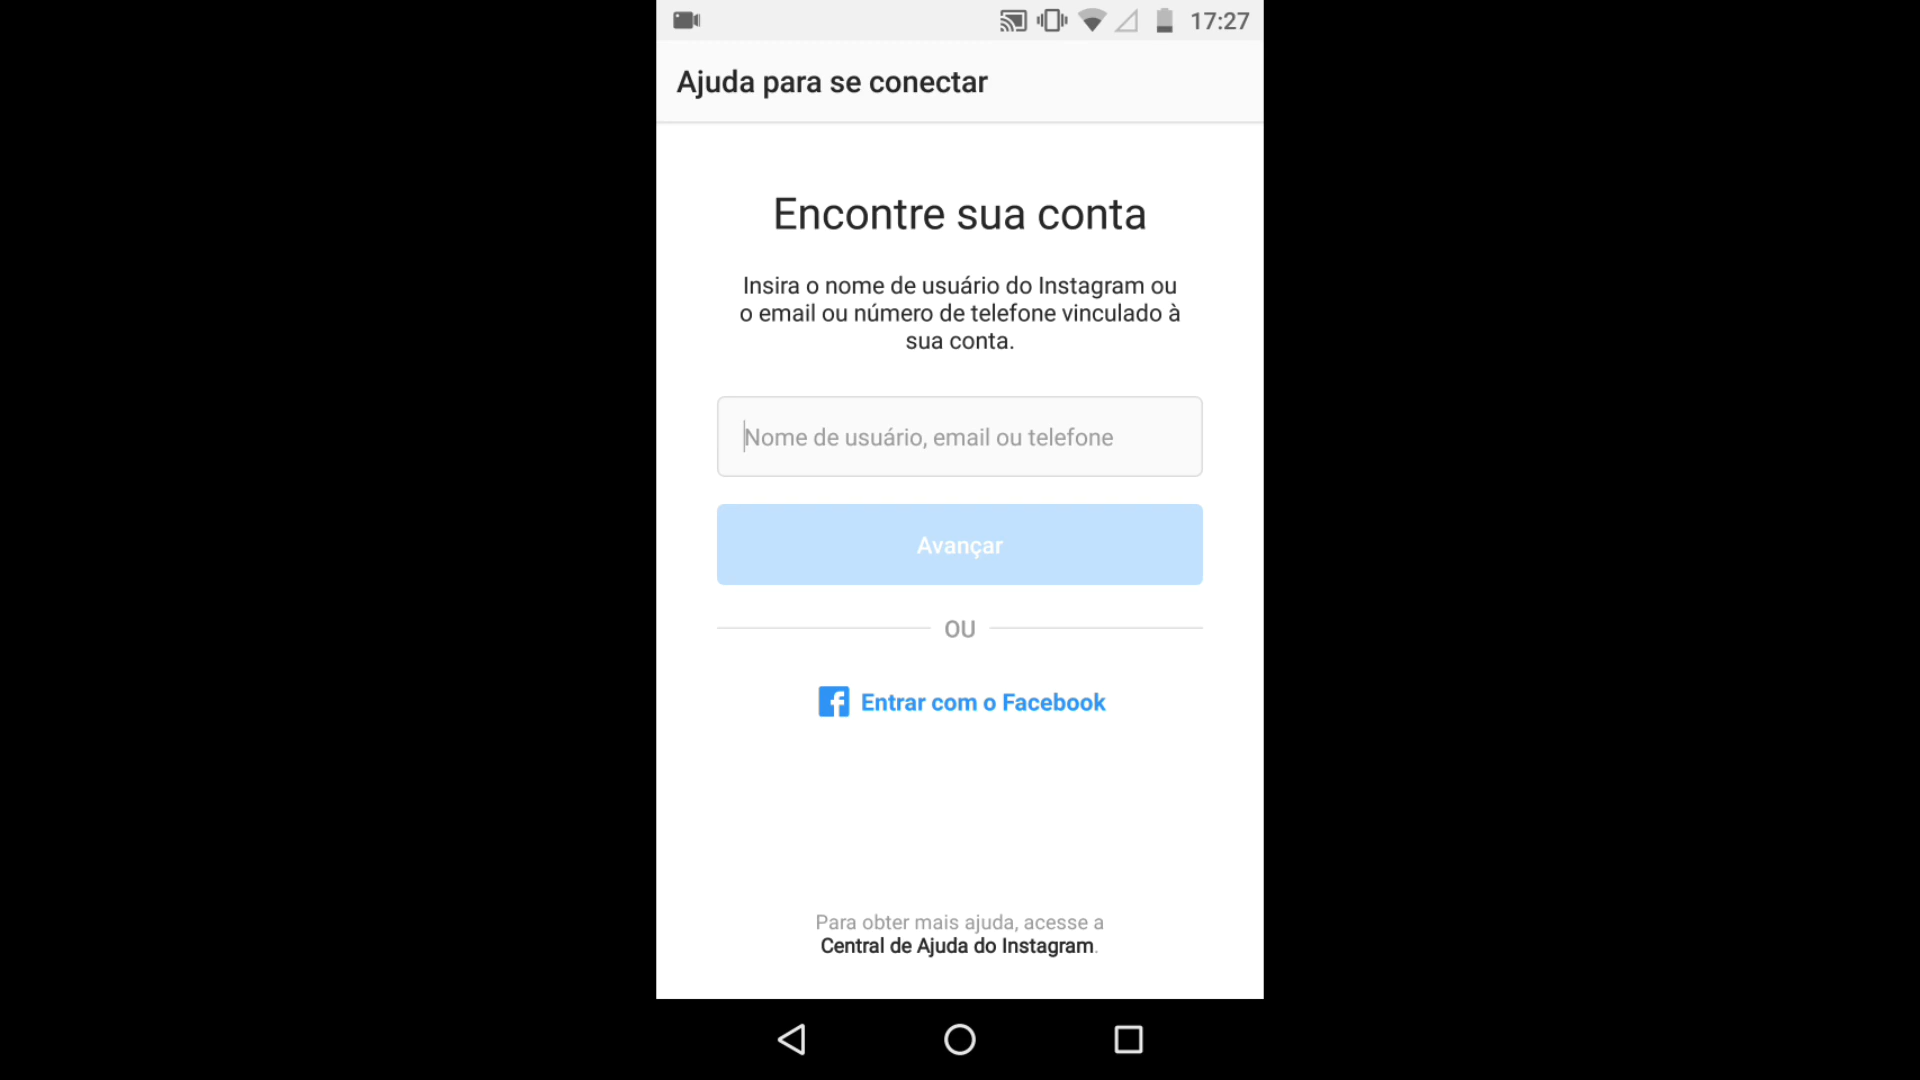 17:27
Ajuda para se conectar
Encontre sua conta
Insira o nome de usuário do Instagram ou
o email ou número de telefone vinculado à
sua conta.
Nome de usuário, email ou telefone
Avançar
OU
Entrar com o Facebook
Para obter mais ajuda, acesse a
Central de Ajuda do Instagram.